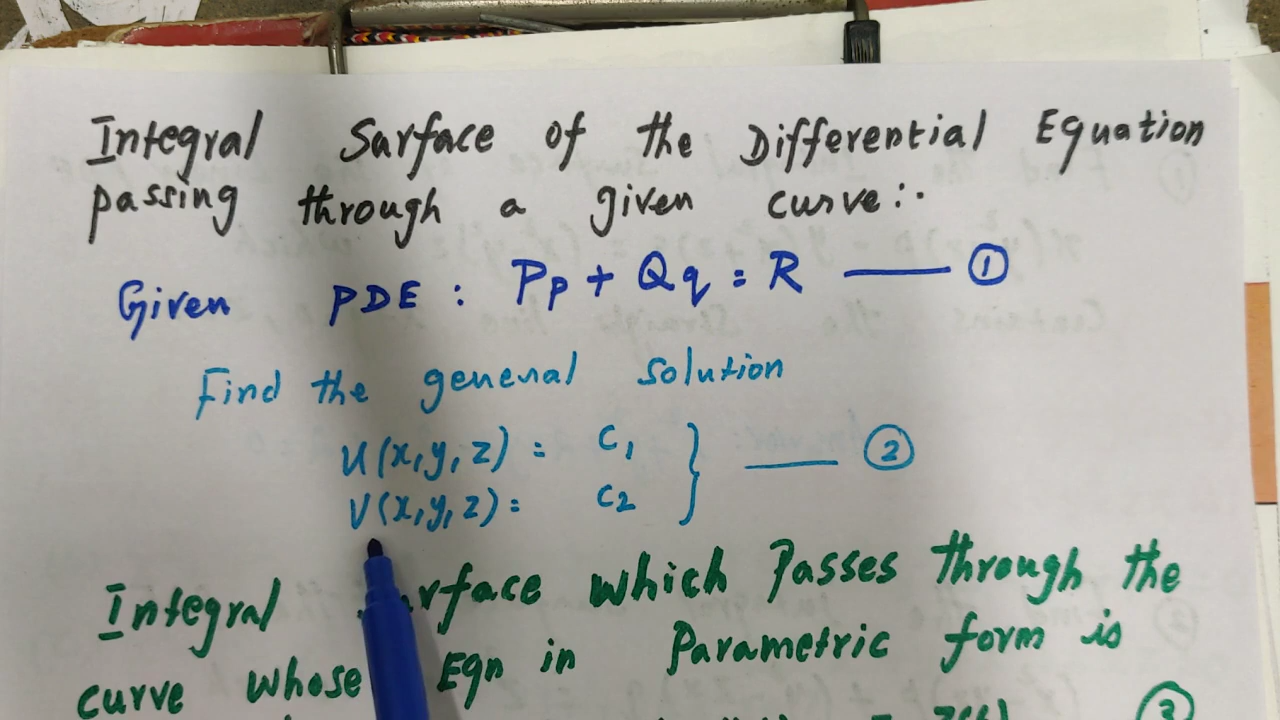 Integral Surface of the Differential Equation
passing through a given curve:-
Given PDE : Pp + Qq = R —— ①
Find the general solution
u(x,y,z) = C₁ } —— ②
v(x,y,z) = C₂
Integral which Passes through the
curve whose Eqn in Parametric form is
③